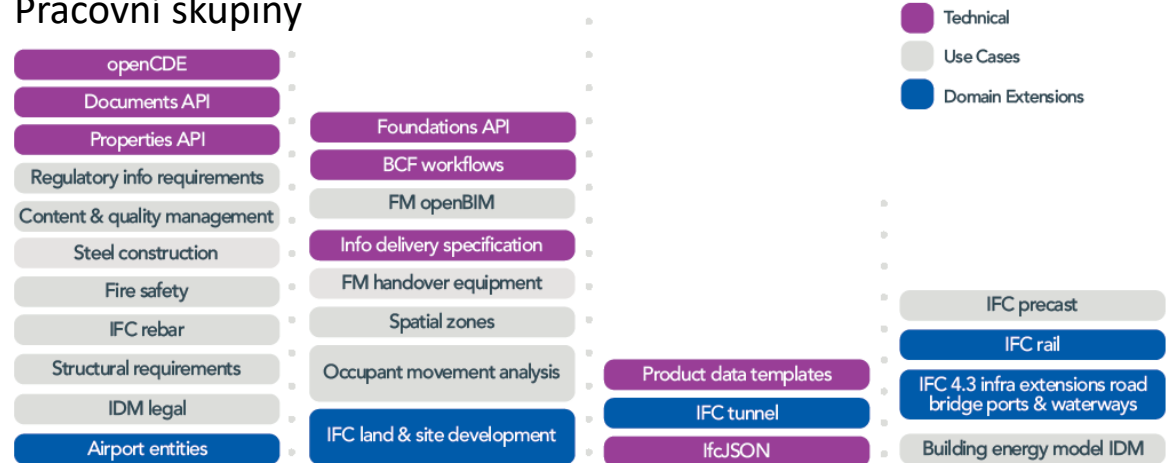 Pracovní skupiny
Technical
Use Cases
Domain Extensions
openCDE
Documents API
Properties API
Regulatory info requirements
Content & quality management
Steel construction
Fire safety
IFC rebar
Structural requirements
IDM legal
Airport entities
Foundations API
BCF workflows
FM openBIM
Info delivery specification
FM handover equipment
Spatial zones
Occupant movement analysis
IFC land & site development
Product data templates
IFC tunnel
IfcJSON
IFC precast
IFC rail
IFC 4.3 infra extensions road
bridge ports & waterways
Building energy model IDM